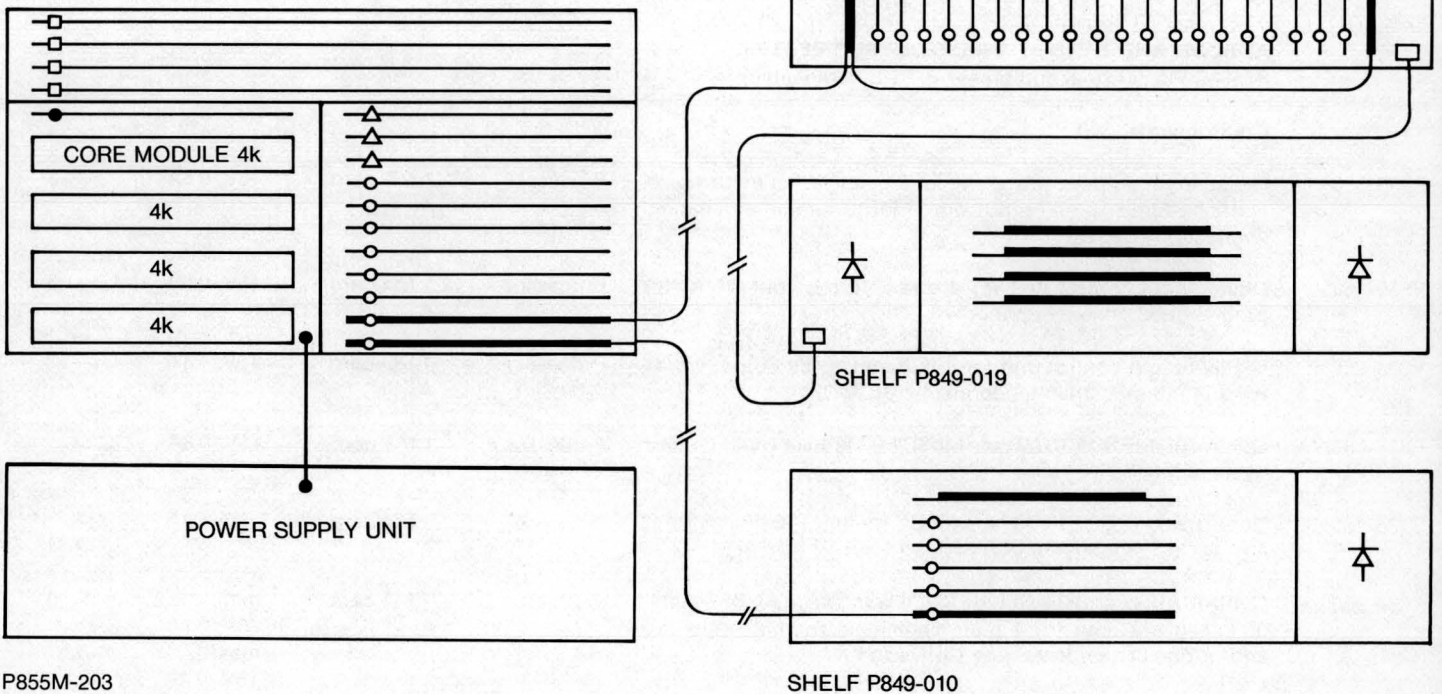 CORE MODULE 4k
4k
4k
4k
SHELF P849-019
POWER SUPPLY UNIT
P855M-203
SHELF P849-010